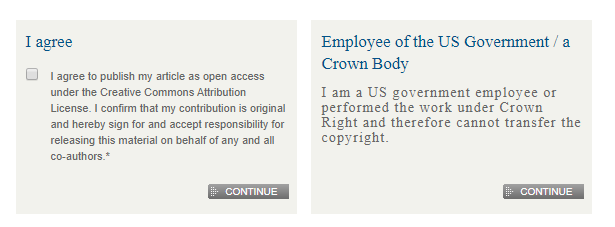 I agree
I agree to publish my article as open access
under the Creative Commons Attribution
License. I confirm that my contribution is original
and hereby sign for and accept responsibility for
releasing this material on behalf of any and all
co-authors.*
CONTINUE
Employee of the US Government / a
Crown Body
I am a US government employee or
performed the work under Crown
Right and therefore cannot transfer the
copyright.
CONTINUE